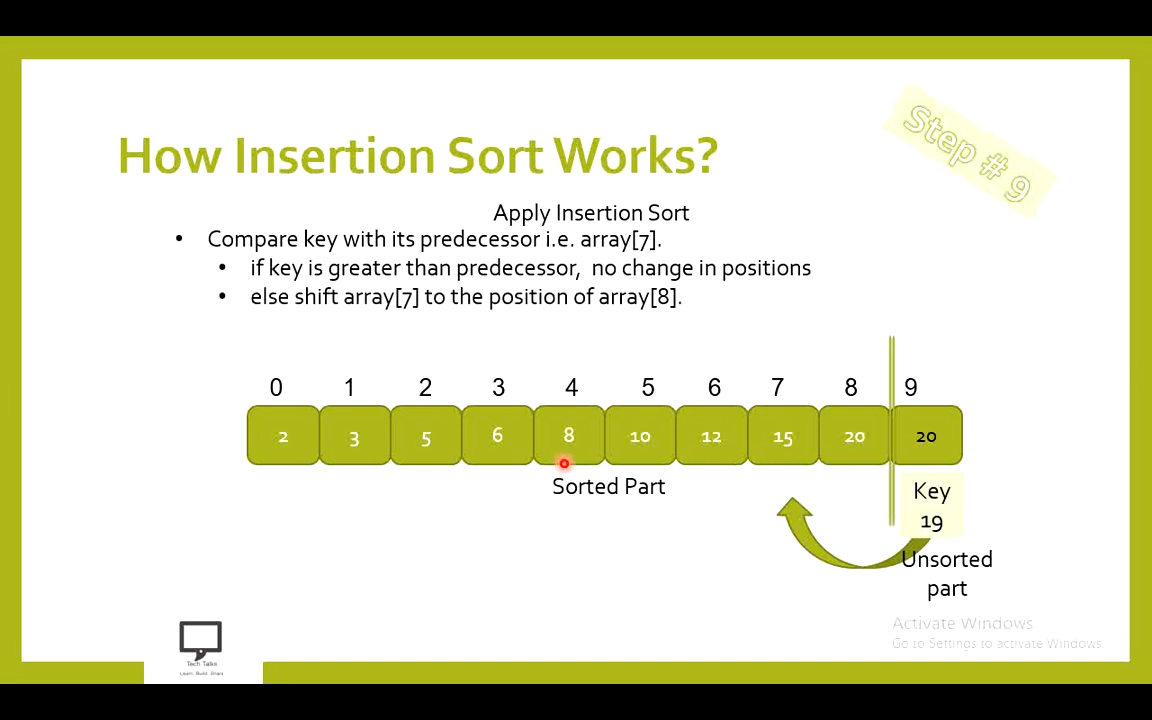 Step # 9
How Insertion Sort Works?
Apply Insertion Sort
• Compare key with its predecessor i.e. array[7].
• if key is greater than predecessor, no change in positions
• else shift array[7] to the position of array[8].
0 1 2 3 4 5 6 7 8 9
2 3 5 6 8 10 12 15 20 20
Sorted Part
Key
19
Unsorted
part
Activate Windows
Go to Settings to activate Windows.
Tech Talks
Learn. Build. Share